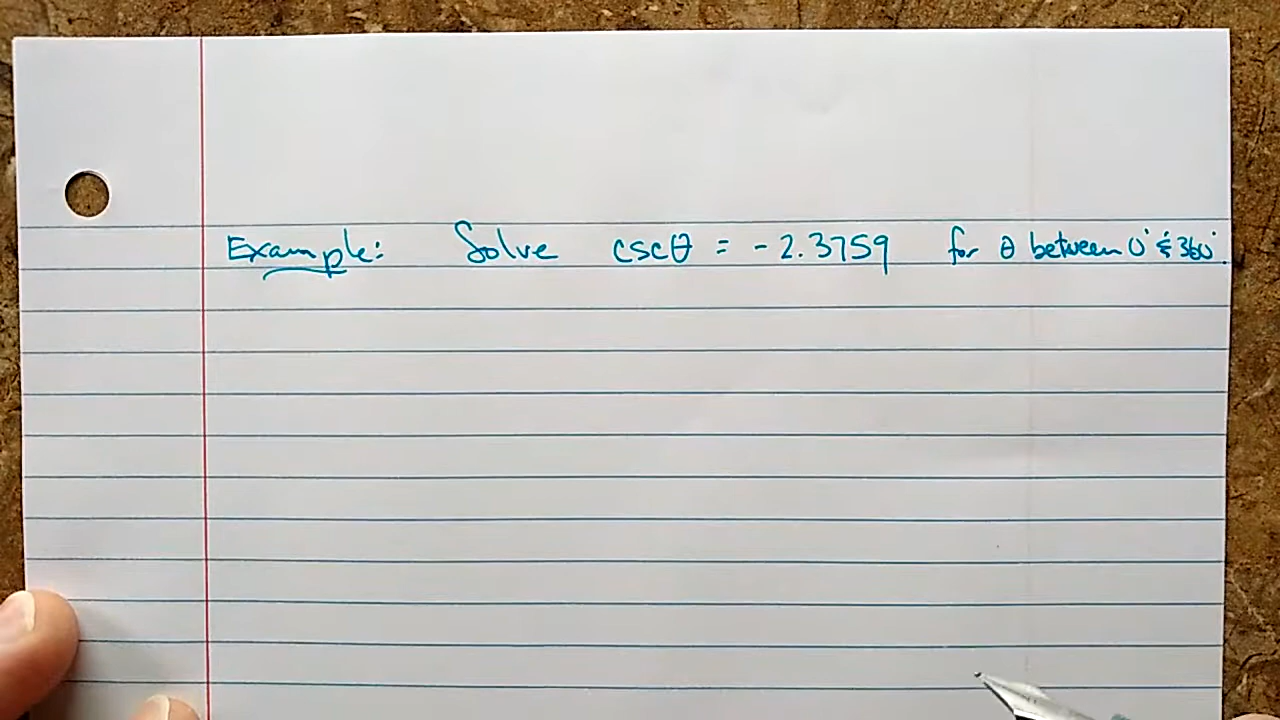 Example: Solve cscθ = -2.3759 for θ between 0° & 360°.